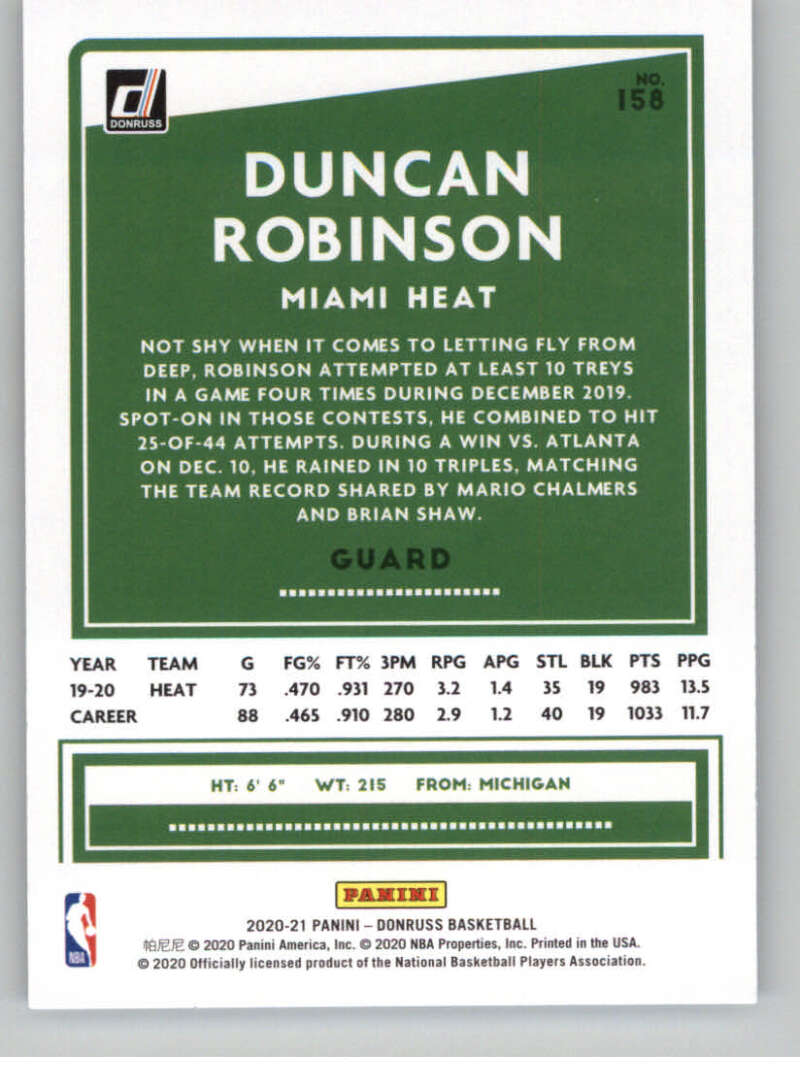 DONRUSS
NO.
158
DUNCAN
ROBINSON
MIAMI HEAT
NOT SHY WHEN IT COMES TO LETTING FLY FROM
DEEP, ROBINSON ATTEMPTED AT LEAST 10 TREYS
IN A GAME FOUR TIMES DURING DECEMBER 2019.
SPOT-ON IN THOSE CONTESTS, HE COMBINED TO HIT
25-OF-44 ATTEMPTS. DURING A WIN VS. ATLANTA
ON DEC. 10, HE RAINED IN 10 TRIPLES, MATCHING
THE TEAM RECORD SHARED BY MARIO CHALMERS
AND BRIAN SHAW.
GUARD
YEAR TEAM G FG% FT% 3PM RPG APG STL BLK PTS PPG
19-20 HEAT 73 .470 .931 270 3.2 1.4 35 19 983 13.5
CAREER 88 .465 .910 280 2.9 1.2 40 19 1033 11.7
HT: 6' 6" WT: 215 FROM: MICHIGAN
PANINI
2020-21 PANINI – DONRUSS BASKETBALL
帕尼尼 © 2020 Panini America, Inc. © 2020 NBA Properties, Inc. Printed in the USA.
© 2020 Officially licensed product of the National Basketball Players Association.
NBA